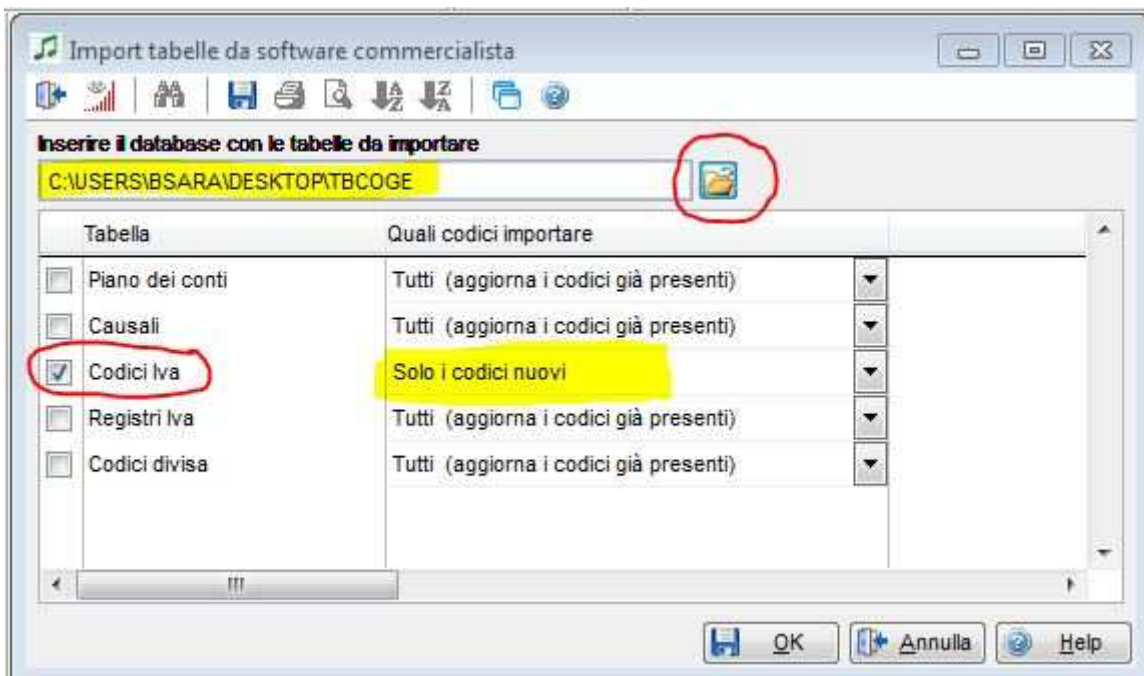 Import tabelle da software commercialista
Inserire il database con le tabelle da importare
C:\USERS\BSARA\DESKTOP\TBCOGE
Tabella Quali codici importare
Piano dei conti Tutti (aggiorna i codici già presenti)
Causali Tutti (aggiorna i codici già presenti)
Codici Iva Solo i codici nuovi
Registri Iva Tutti (aggiorna i codici già presenti)
Codici divisa Tutti (aggiorna i codici già presenti)
OK Annulla Help